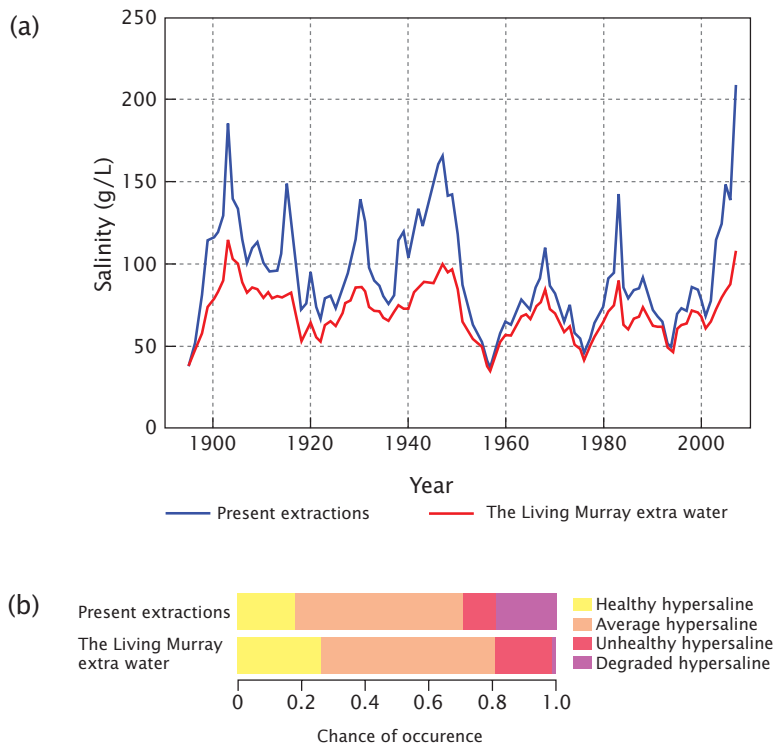 (a)
250
200
150
100
50
0
Salinity (g/L)
1900 1920 1940 1960 1980 2000
Year
Present extractions The Living Murray extra water
(b)
Present extractions
The Living Murray
extra water
Healthy hypersaline
Average hypersaline
Unhealthy hypersaline
Degraded hypersaline
0 0.2 0.4 0.6 0.8 1.0
Chance of occurence